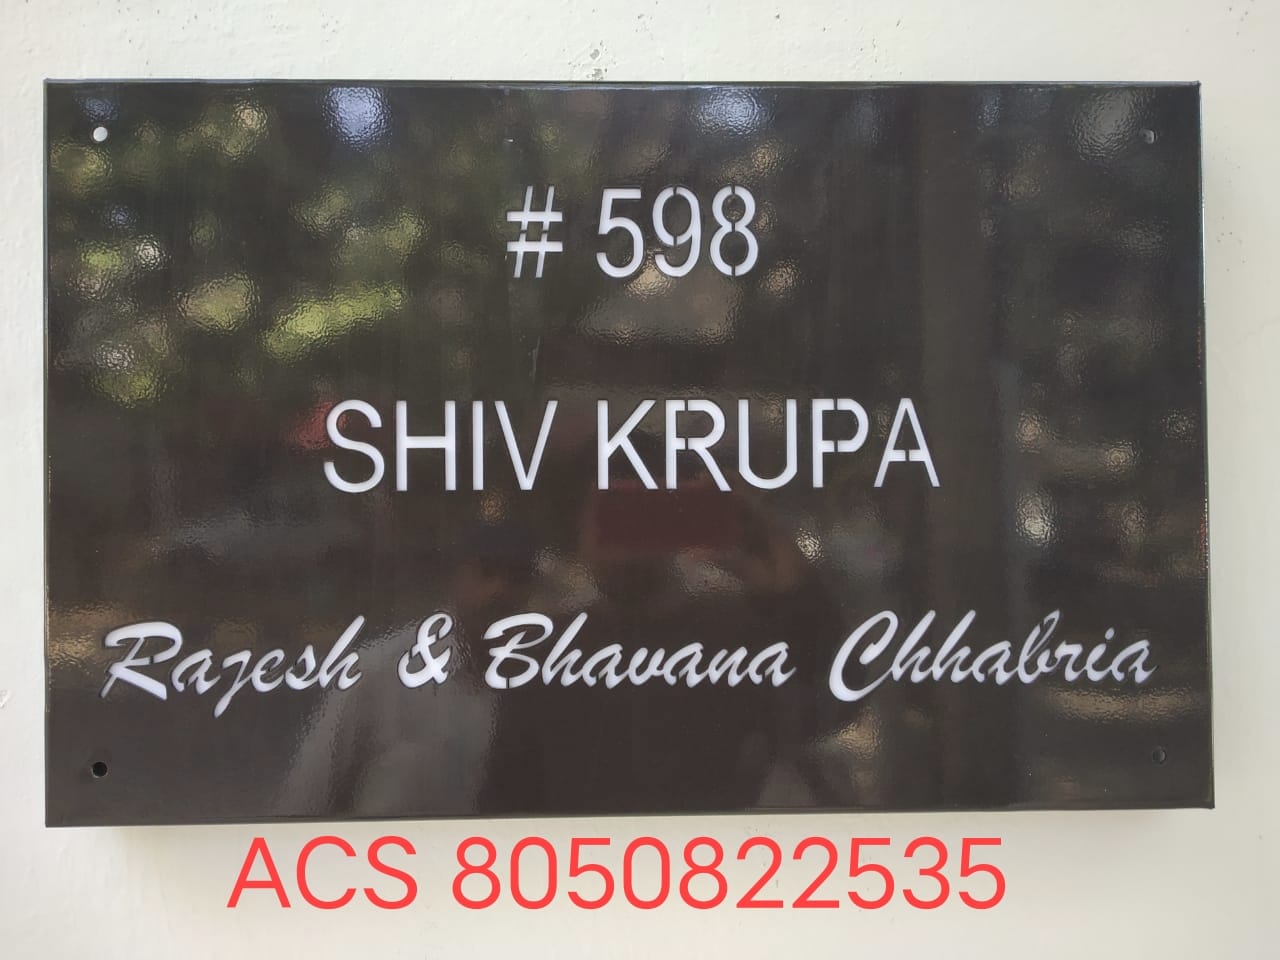 # 598
SHIV KRUPA
Rajesh & Bhavana Chhabria
ACS 8050822535